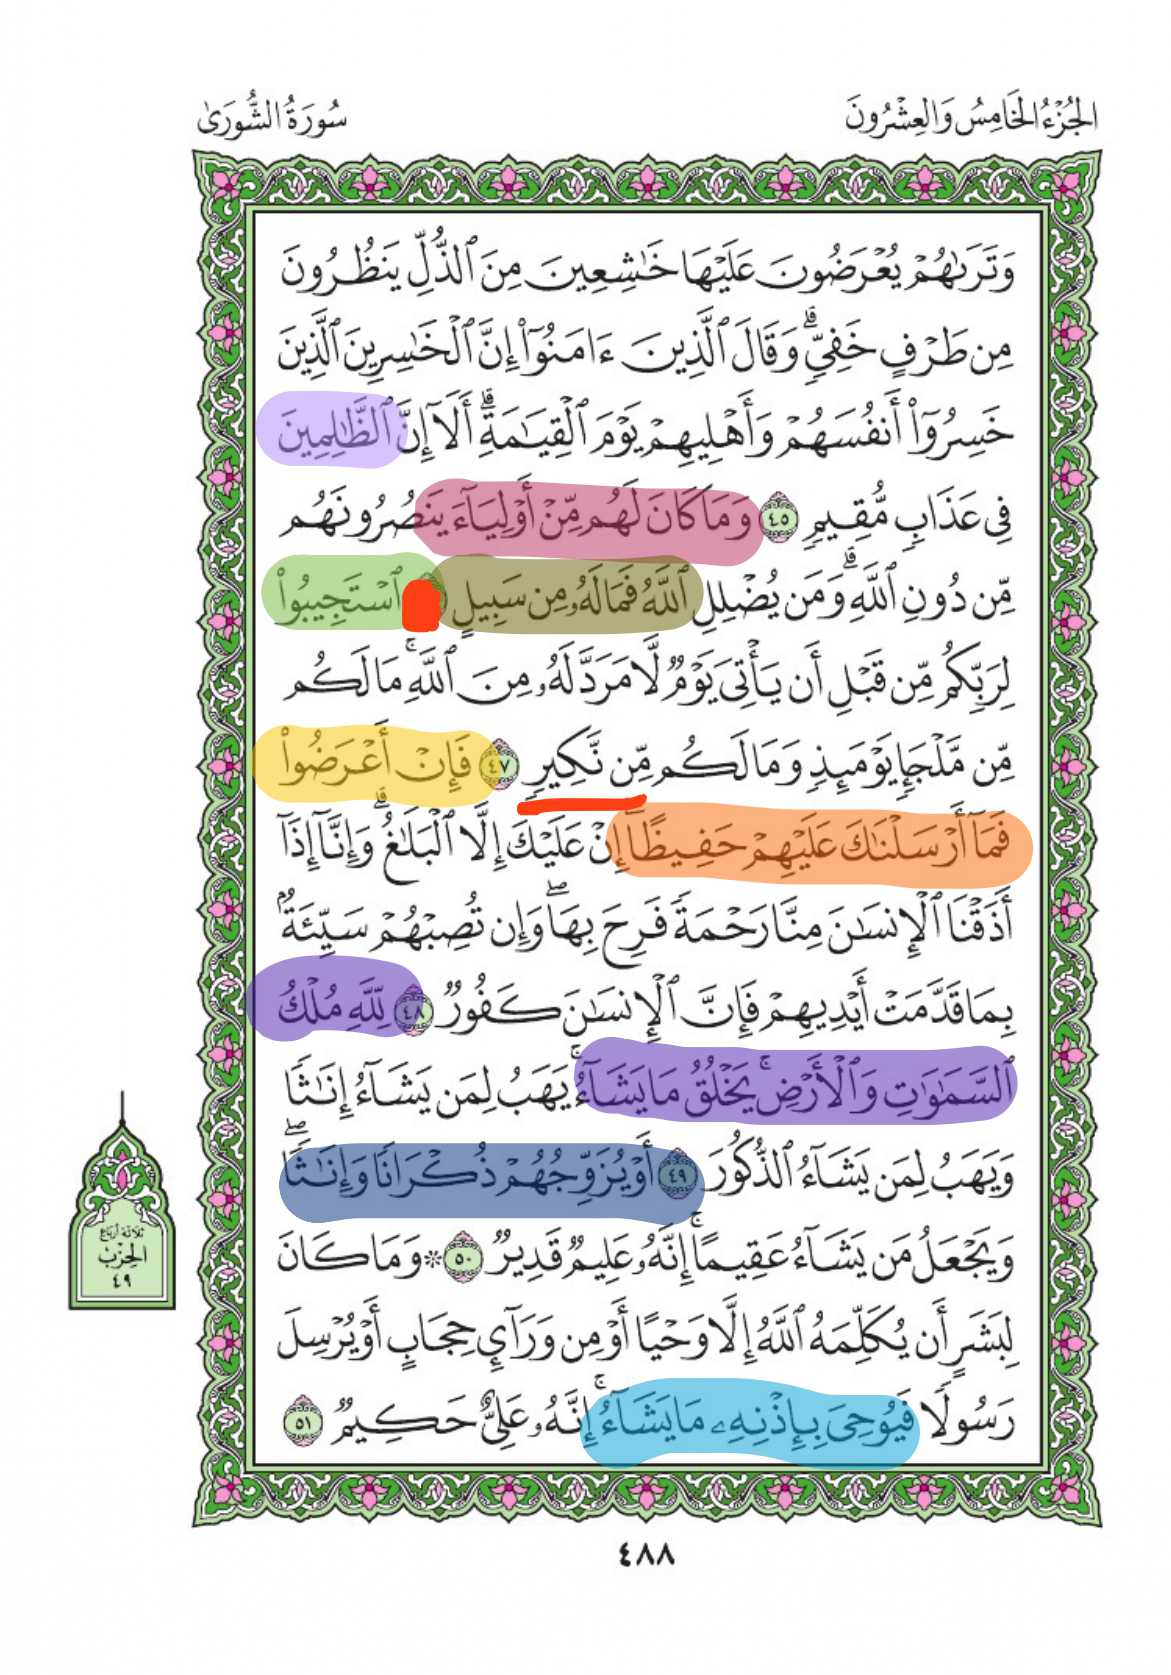 الجُزْءُ الخَامِسُ وَالعِشْرُونَ
سُورَةُ الشُّورَىٰ
وَتَرَىٰهُمْ يُعْرَضُونَ عَلَيْهَا خَٰشِعِينَ مِنَ ٱلذُّلِّ يَنظُرُونَ
مِن طَرْفٍ خَفِيٍّۗ وَقَالَ ٱلَّذِينَ ءَامَنُوٓا۟ إِنَّ ٱلْخَٰسِرِينَ ٱلَّذِينَ
خَسِرُوٓا۟ أَنفُسَهُمْ وَأَهْلِيهِمْ يَوْمَ ٱلْقِيَٰمَةِۗ أَلَآ إِنَّ ٱلظَّٰلِمِينَ
فِى عَذَابٍ مُّقِيمٍ ٤٥ وَمَا كَانَ لَهُم مِّنْ أَوْلِيَآءَ يَنصُرُونَهُم
مِّن دُونِ ٱللَّهِۗ وَمَن يُضْلِلِ ٱللَّهُ فَمَا لَهُۥ مِن سَبِيلٍ ٱسْتَجِيبُوا۟
لِرَبِّكُم مِّن قَبْلِ أَن يَأْتِىَ يَوْمٌ لَّا مَرَدَّ لَهُۥ مِنَ ٱللَّهِۚ مَا لَكُم
مِّن مَّلْجَإٍ يَوْمَئِذٍ وَمَا لَكُم مِّن نَّكِيرٍ ٤٧ فَإِنْ أَعْرَضُوا۟
فَمَآ أَرْسَلْنَٰكَ عَلَيْهِمْ حَفِيظًاۖ إِنْ عَلَيْكَ إِلَّا ٱلْبَلَٰغُۗ وَإِنَّآ إِذَآ
أَذَقْنَا ٱلْإِنسَٰنَ مِنَّا رَحْمَةً فَرِحَ بِهَاۖ وَإِن تُصِبْهُمْ سَيِّئَةٌۢ
بِمَا قَدَّمَتْ أَيْدِيهِمْ فَإِنَّ ٱلْإِنسَٰنَ كَفُورٌ ٤٨ لِّلَّهِ مُلْكُ
ٱلسَّمَٰوَٰتِ وَٱلْأَرْضِۚ يَخْلُقُ مَا يَشَآءُۚ يَهَبُ لِمَن يَشَآءُ إِنَٰثًا
وَيَهَبُ لِمَن يَشَآءُ ٱلذُّكُورَ ٤٩ أَوْ يُزَوِّجُهُمْ ذُكْرَانًا وَإِنَٰثًاۖ
وَيَجْعَلُ مَن يَشَآءُ عَقِيمًاۚ إِنَّهُۥ عَلِيمٌ قَدِيرٌ ٥٠ ۞ وَمَا كَانَ
لِبَشَرٍ أَن يُكَلِّمَهُ ٱللَّهُ إِلَّا وَحْيًا أَوْ مِن وَرَآئِ حِجَابٍ أَوْ يُرْسِلَ
رَسُولًا فَيُوحِىَ بِإِذْنِهِۦ مَا يَشَآءُۚ إِنَّهُۥ عَلِىٌّ حَكِيمٌ ٥١
ثلاثة أرباع
الحِزْبُ
٤٩
٤٨٨